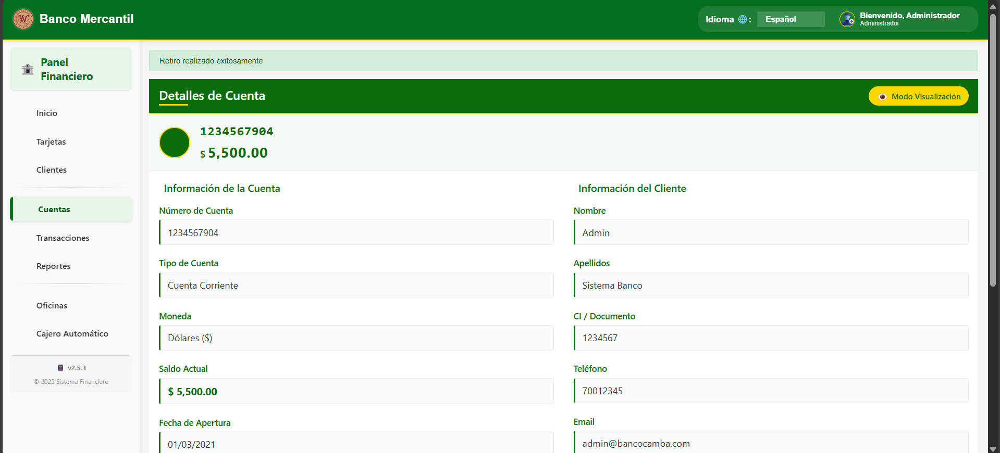 Banco Mercantil
Idioma 🌐 :
Español
Bienvenido, Administrador
Administrador
Panel
Financiero
Inicio
Tarjetas
Clientes
Cuentas
Transacciones
Reportes
Oficinas
Cajero Automático
v2.5.3
© 2025 Sistema Financiero
Retiro realizado exitosamente
Detalles de Cuenta
Modo Visualización
1234567904
$ 5,500.00
Información de la Cuenta
Número de Cuenta
1234567904
Tipo de Cuenta
Cuenta Corriente
Moneda
Dólares ($)
Saldo Actual
$ 5,500.00
Fecha de Apertura
01/03/2021
Información del Cliente
Nombre
Admin
Apellidos
Sistema Banco
CI / Documento
1234567
Teléfono
70012345
Email
admin@bancocamba.com